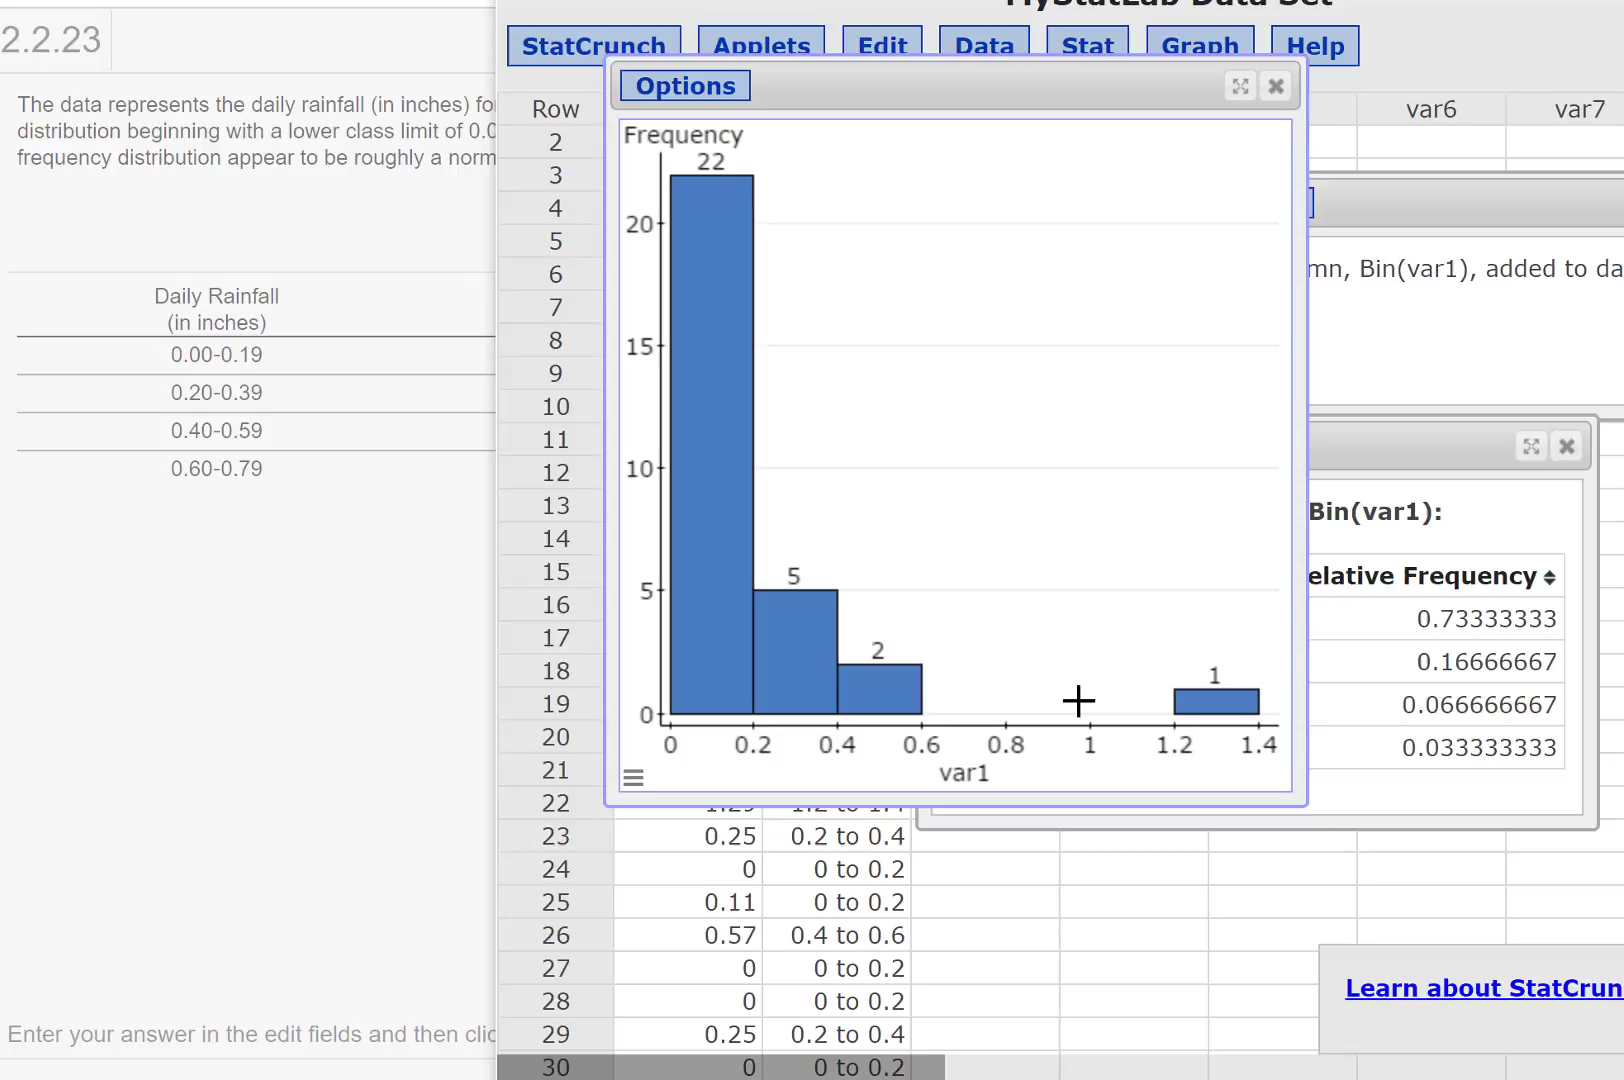 MyStatLab Data Set
2.2.23
StatCrunch Applets Edit Data Stat Graph Help
The data represents the daily rainfall (in inches) fo
distribution beginning with a lower class limit of 0.0
frequency distribution appear to be roughly a norm
Daily Rainfall
(in inches)
0.00-0.19
0.20-0.39
0.40-0.59
0.60-0.79
Enter your answer in the edit fields and then clic
Options
Row
var6 var7
2
3
4
5
6
7
8
9
10
11
12
13
14
15
16
17
18
19
20
21
22 1.29 1.2 to 1.4
23 0.25 0.2 to 0.4
24 0 0 to 0.2
25 0.11 0 to 0.2
26 0.57 0.4 to 0.6
27 0 0 to 0.2
28 0 0 to 0.2
29 0.25 0.2 to 0.4
30 0 0 to 0.2
Frequency
22
20
15
10
5
5
2
1
0
0 0.2 0.4 0.6 0.8 1 1.2 1.4
var1
mn, Bin(var1), added to da
Bin(var1):
elative Frequency
0.73333333
0.16666667
0.066666667
0.033333333
Learn about StatCrun